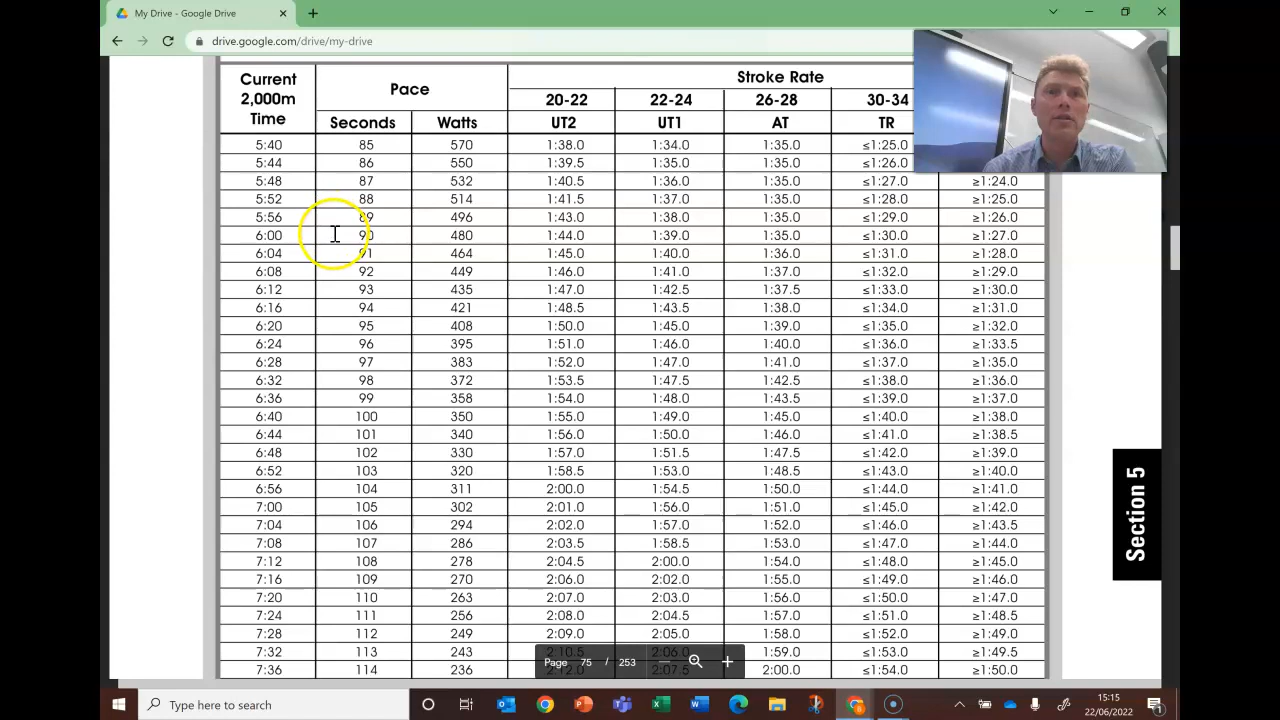 My Drive - Google Drive
drive.google.com/drive/my-drive
Current 2,000m Time Pace Stroke Rate
20-22 22-24 26-28 30-34
Seconds Watts UT2 UT1 AT TR
5:40 85 570 1:38.0 1:34.0 1:35.0 ≤1:25.0
5:44 86 550 1:39.5 1:35.0 1:35.0 ≤1:26.0
5:48 87 532 1:40.5 1:36.0 1:35.0 ≤1:27.0 ≥1:24.0
5:52 88 514 1:41.5 1:37.0 1:35.0 ≤1:28.0 ≥1:25.0
5:56 89 496 1:43.0 1:38.0 1:35.0 ≤1:29.0 ≥1:26.0
6:00 90 480 1:44.0 1:39.0 1:35.0 ≤1:30.0 ≥1:27.0
6:04 91 464 1:45.0 1:40.0 1:36.0 ≤1:31.0 ≥1:28.0
6:08 92 449 1:46.0 1:41.0 1:37.0 ≤1:32.0 ≥1:29.0
6:12 93 435 1:47.0 1:42.5 1:37.5 ≤1:33.0 ≥1:30.0
6:16 94 421 1:48.5 1:43.5 1:38.0 ≤1:34.0 ≥1:31.0
6:20 95 408 1:50.0 1:45.0 1:39.0 ≤1:35.0 ≥1:32.0
6:24 96 395 1:51.0 1:46.0 1:40.0 ≤1:36.0 ≥1:33.5
6:28 97 383 1:52.0 1:47.0 1:41.0 ≤1:37.0 ≥1:35.0
6:32 98 372 1:53.5 1:47.5 1:42.5 ≤1:38.0 ≥1:36.0
6:36 99 358 1:54.0 1:48.0 1:43.5 ≤1:39.0 ≥1:37.0
6:40 100 350 1:55.0 1:49.0 1:45.0 ≤1:40.0 ≥1:38.0
6:44 101 340 1:56.0 1:50.0 1:46.0 ≤1:41.0 ≥1:38.5
6:48 102 330 1:57.0 1:51.5 1:47.5 ≤1:42.0 ≥1:39.0
6:52 103 320 1:58.5 1:53.0 1:48.5 ≤1:43.0 ≥1:40.0
6:56 104 311 2:00.0 1:54.5 1:50.0 ≤1:44.0 ≥1:41.0
7:00 105 302 2:01.0 1:56.0 1:51.0 ≤1:45.0 ≥1:42.0
7:04 106 294 2:02.0 1:57.0 1:52.0 ≤1:46.0 ≥1:43.5
7:08 107 286 2:03.5 1:58.5 1:53.0 ≤1:47.0 ≥1:44.0
7:12 108 278 2:04.5 2:00.0 1:54.0 ≤1:48.0 ≥1:45.0
7:16 109 270 2:06.0 2:02.0 1:55.0 ≤1:49.0 ≥1:46.0
7:20 110 263 2:07.0 2:03.0 1:56.0 ≤1:50.0 ≥1:47.0
7:24 111 256 2:08.0 2:04.5 1:57.0 ≤1:51.0 ≥1:48.5
7:28 112 249 2:09.0 2:05.0 1:58.0 ≤1:52.0 ≥1:49.0
7:32 113 243 2:10.5 2:06.0 1:59.0 ≤1:53.0 ≥1:49.5
7:36 114 236 2:12.0 2:07.5 2:00.0 ≤1:54.0 ≥1:50.0
Section 5
Page 75 / 253
Type here to search
15:15
22/06/2022